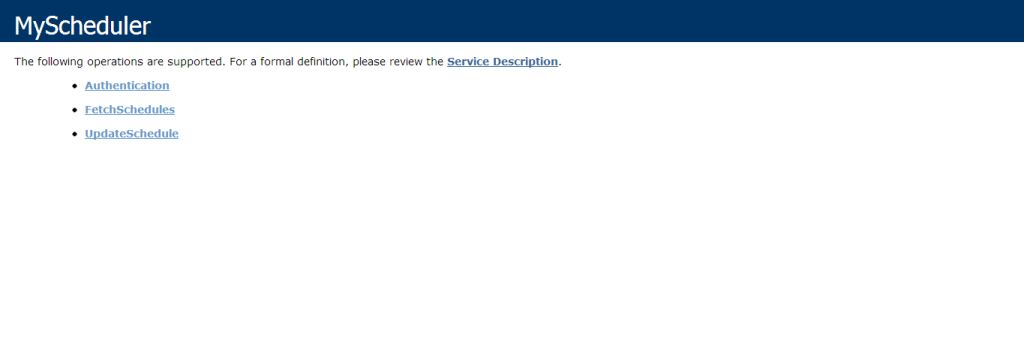 MyScheduler
The following operations are supported. For a formal definition, please review the Service Description.
Authentication
FetchSchedules
UpdateSchedule